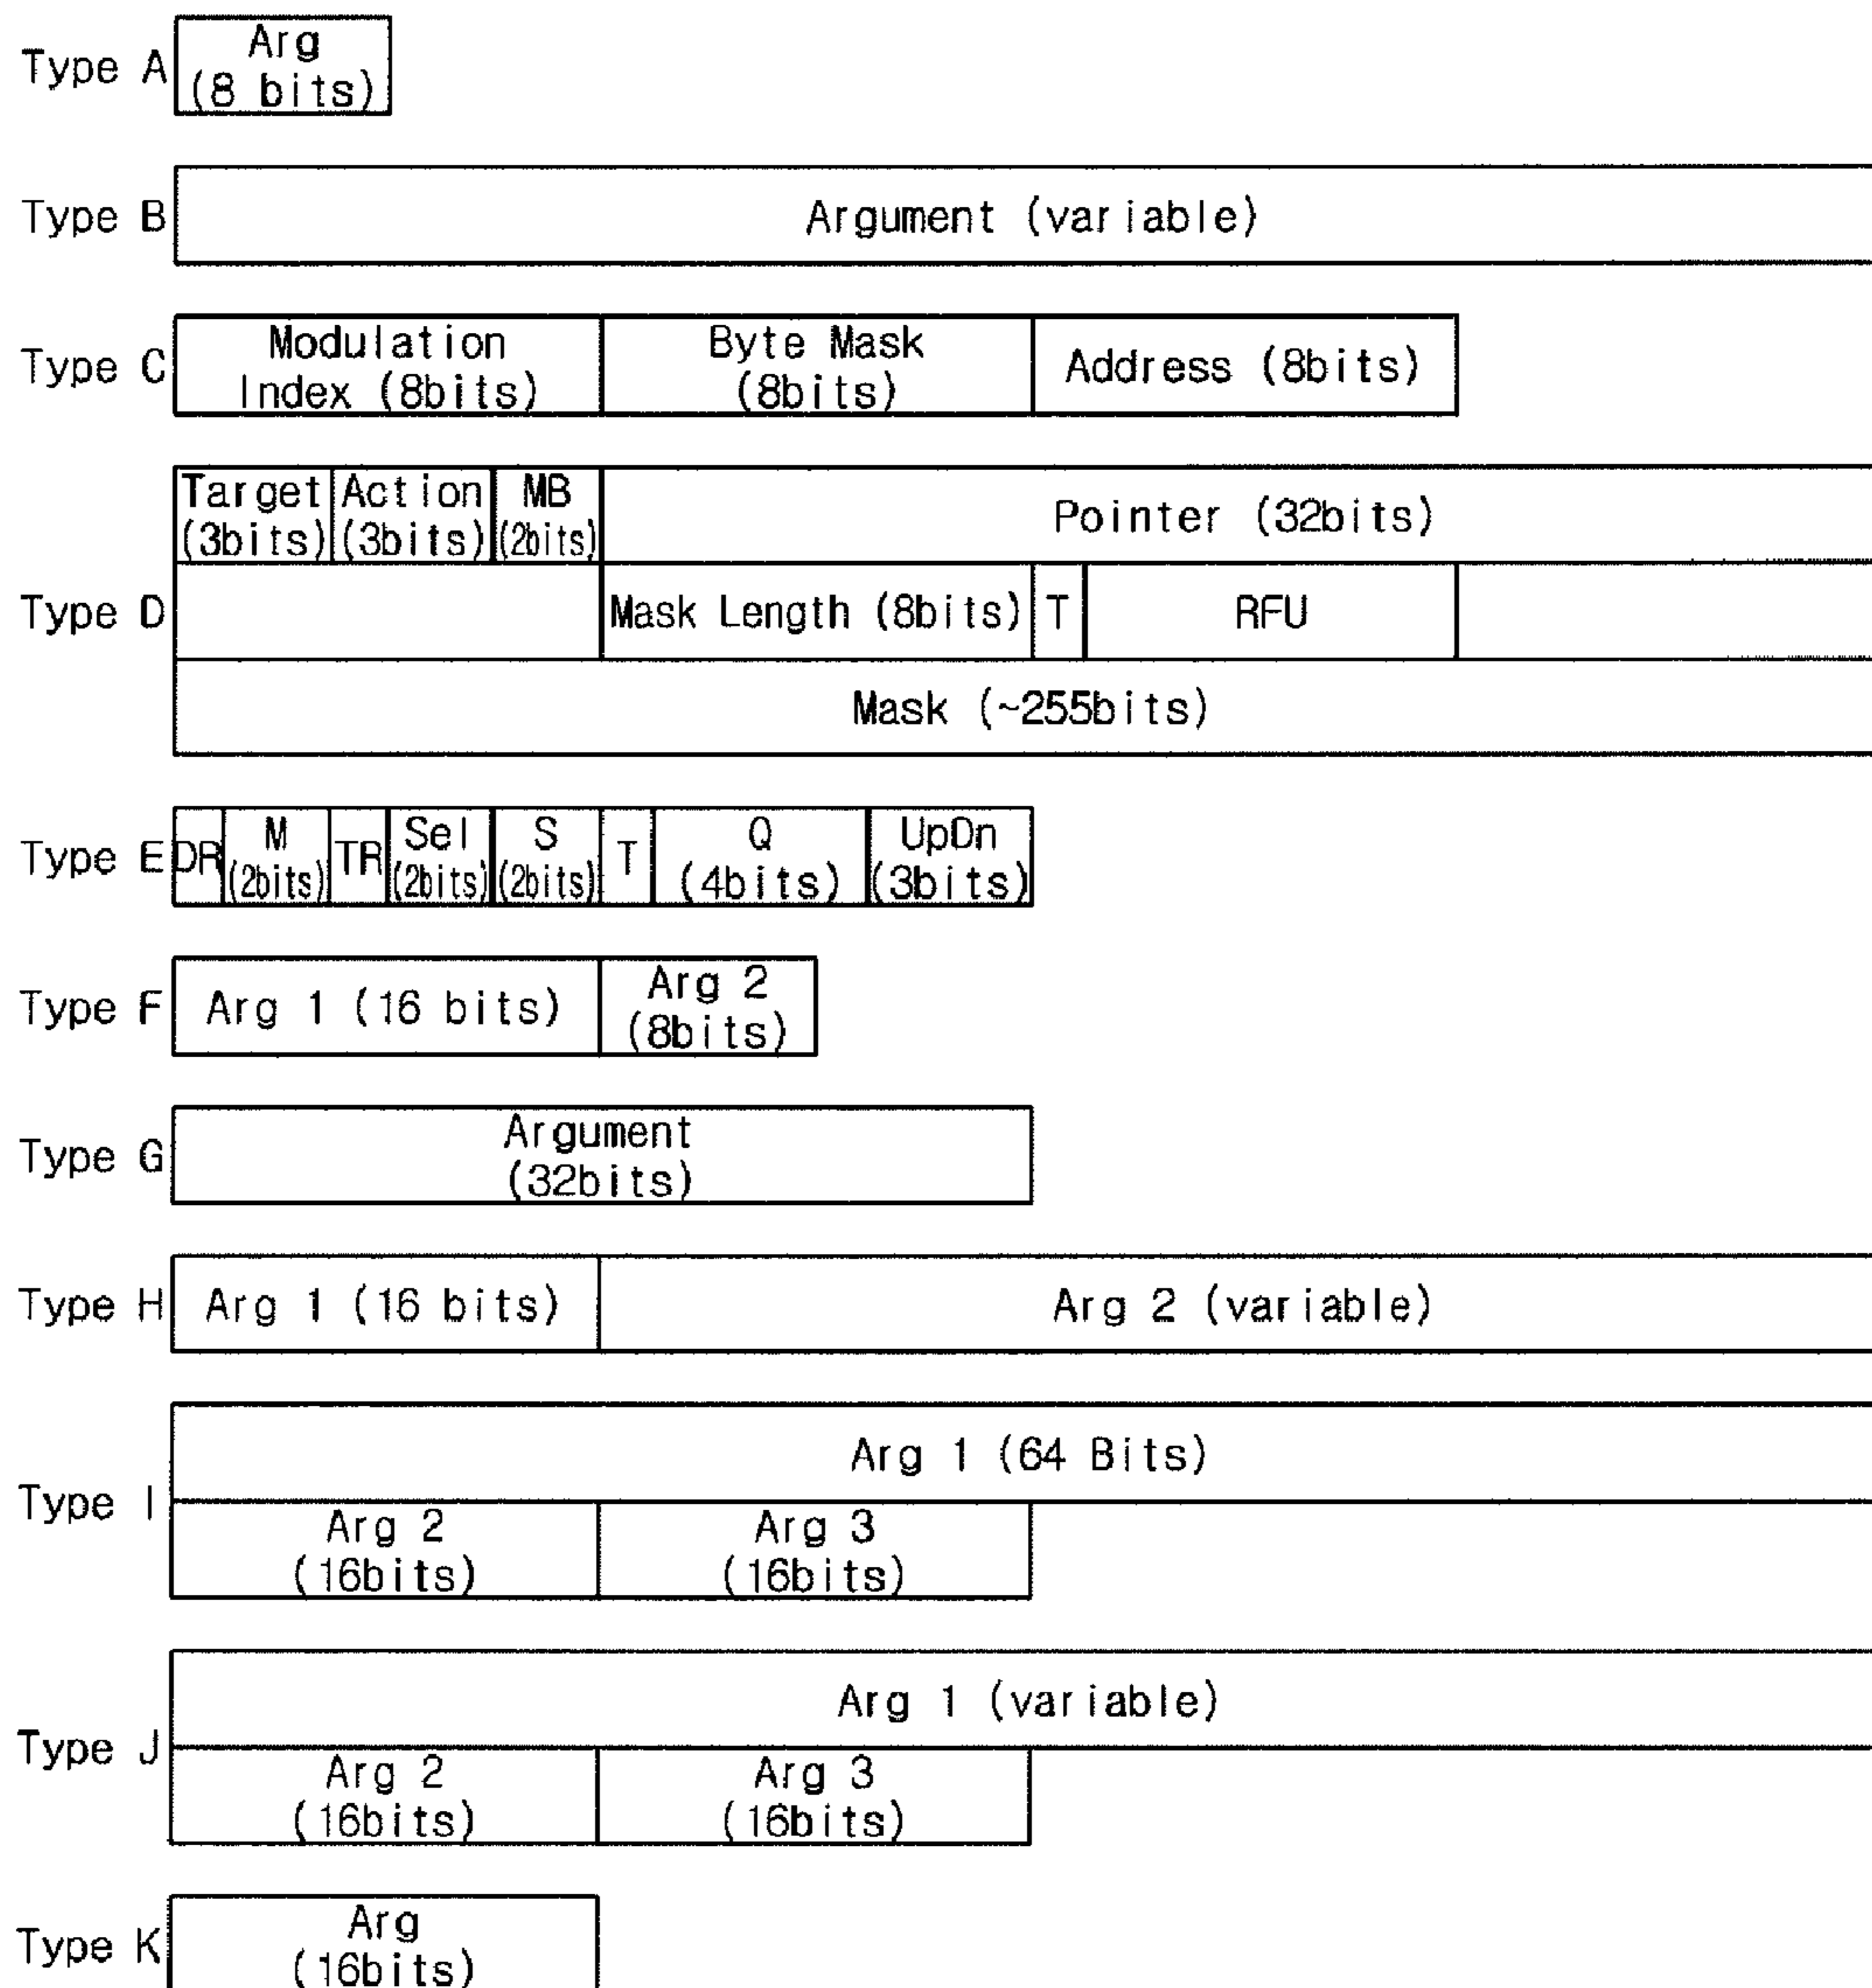 Type A
Arg
(8 bits)
Type B
Argument (variable)
Type C
Modulation
Index (8bits)
Byte Mask
(8bits)
Address (8bits)
Type D
Target
(3bits)
Action
(3bits)
MB
(2bits)
Pointer (32bits)
Mask Length (8bits)
T
RFU
Mask (~255bits)
Type E
DR
M
(2bits)
TR
Sel
(2bits)
S
(2bits)
T
Q
(4bits)
UpDn
(3bits)
Type F
Arg 1 (16 bits)
Arg 2
(8bits)
Type G
Argument
(32bits)
Type H
Arg 1 (16 bits)
Arg 2 (variable)
Type I
Arg 1 (64 Bits)
Arg 2
(16bits)
Arg 3
(16bits)
Type J
Arg 1 (variable)
Arg 2
(16bits)
Arg 3
(16bits)
Type K
Arg
(16bits)